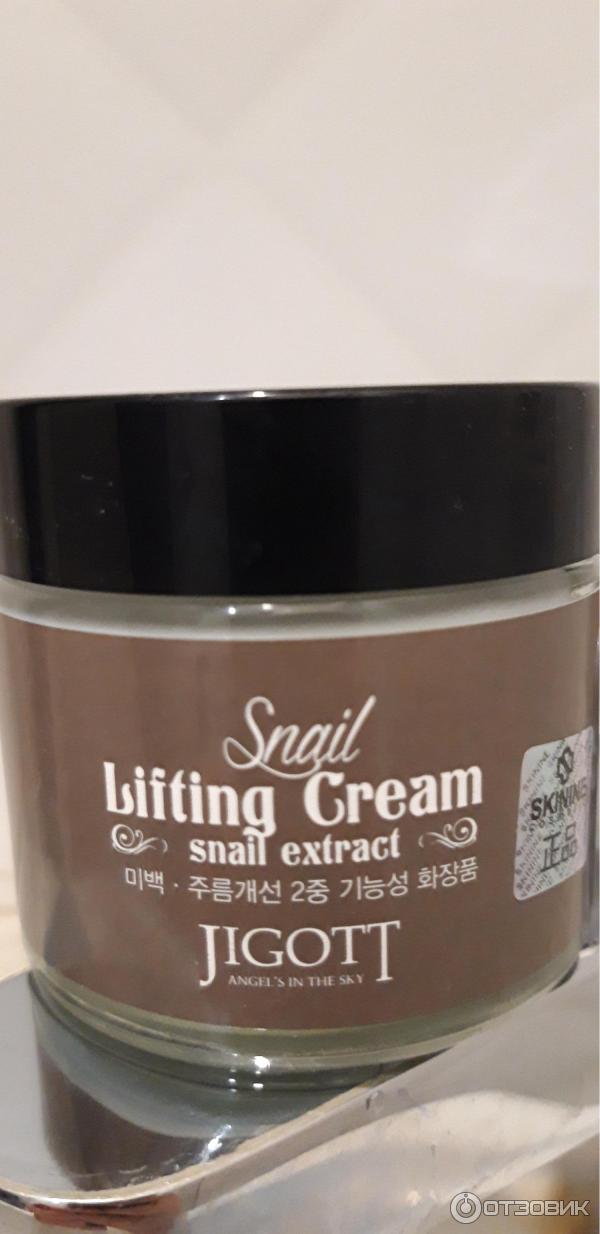 Snail
Lifting Cream
snail extract
미백 · 주름개선 2중 기능성 화장품
JIGOTT
ANGEL'S IN THE SKY
SKININE
正品
ОТЗОВИК